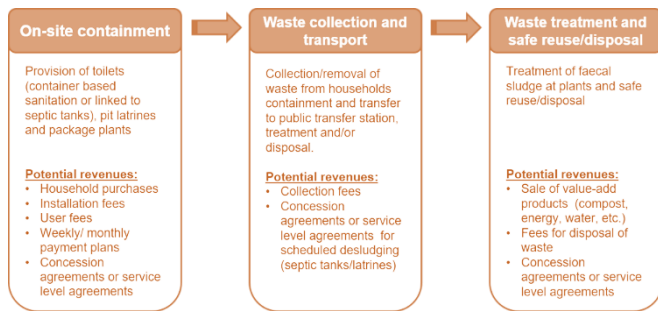 On-site containment
Provision of toilets
(container based
sanitation or linked to
septic tanks), pit latrines
and package plants
Potential revenues:
• Household purchases
• Installation fees
• User fees
• Weekly/ monthly
payment plans
• Concession
agreements or service
level agreements
Waste collection and
transport
Collection/removal of
waste from households
containment and transfer
to public transfer station,
treatment and/or
disposal.
Potential revenues:
• Collection fees
• Concession
agreements or service
level agreements for
scheduled desludging
(septic tanks/latrines)
Waste treatment and
safe reuse/disposal
Treatment of faecal
sludge at plants and safe
reuse/disposal
Potential revenues:
• Sale of value-add
products (compost,
energy, water, etc.)
• Fees for disposal of
waste
• Concession
agreements or service
level agreements